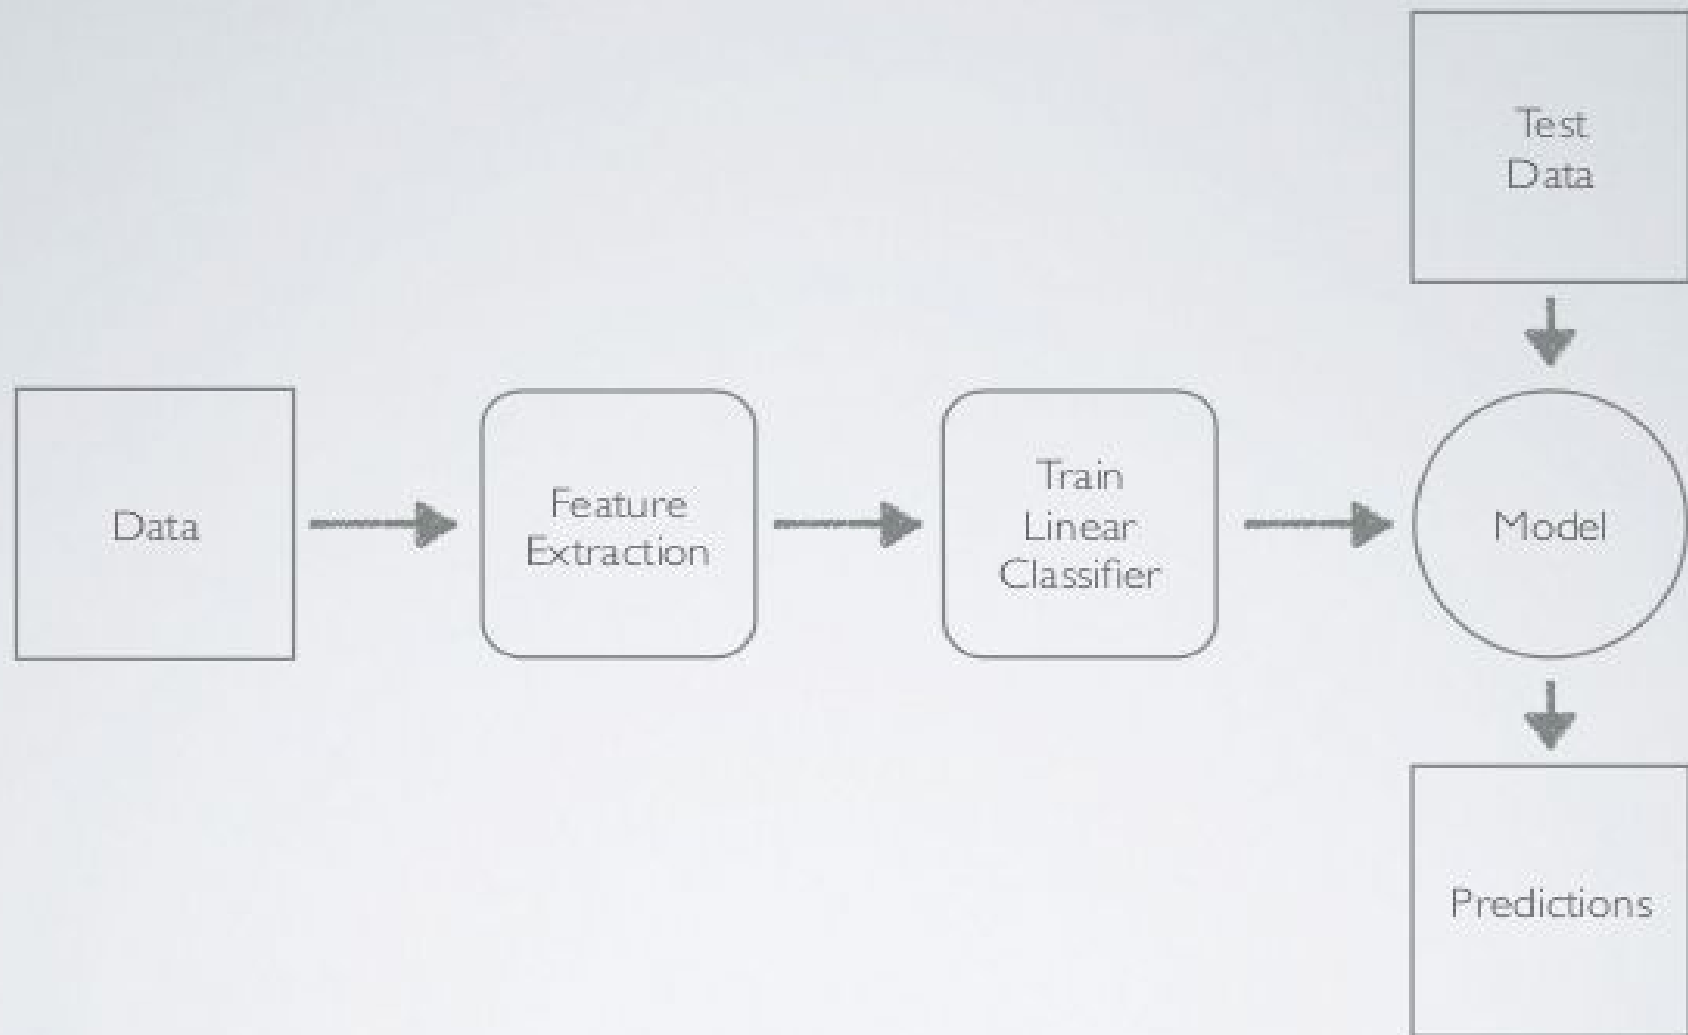 Test
Data
Data
Feature
Extraction
Train
Linear
Classifier
Model
Predictions